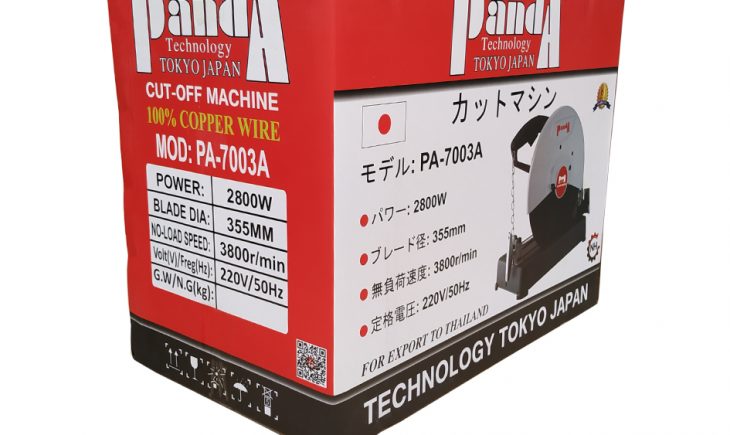 Panda
Technology
TOKYO JAPAN
CUT-OFF MACHINE
100% COPPER WIRE
MOD: PA-7003A
POWER: 2800W
BLADE DIA: 355MM
NO-LOAD SPEED: 3800r/min
Volt(V)/Freg(Hz): 220V/50Hz
G.W/N.G(kg):
Panda
Technology
TOKYO JAPAN
カットマシン
モデル: PA-7003A
パワー: 2800W
ブレード径: 355mm
無負荷速度: 3800r/min
定格電圧: 220V/50Hz
FOR EXPORT TO THAILAND
TECHNOLOGY TOKYO JAPAN
PandA